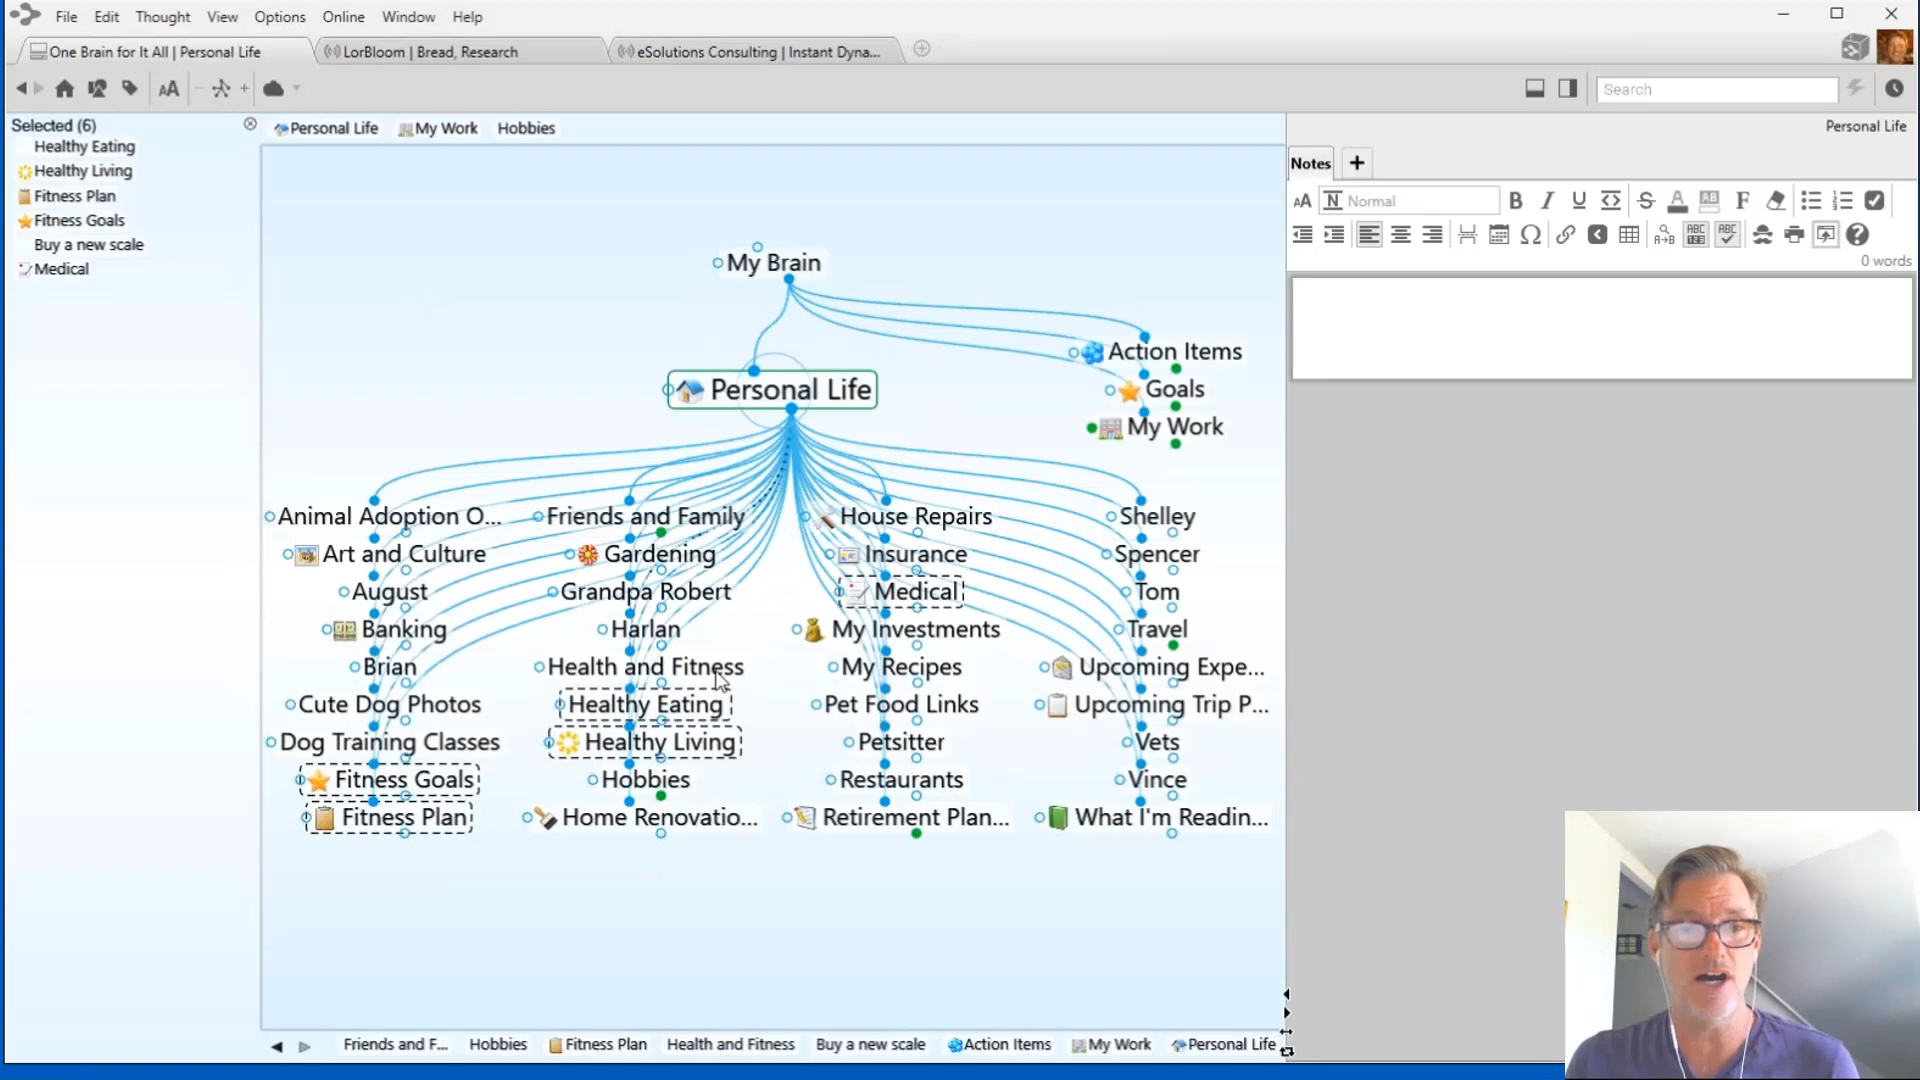 File Edit Thought View Options Online Window Help
One Brain for It All | Personal Life
LorBloom | Bread, Research
eSolutions Consulting | Instant Dyna...
Search
Selected (6)
Healthy Eating
Healthy Living
Fitness Plan
Fitness Goals
Buy a new scale
Medical
Personal Life My Work Hobbies
My Brain
Action Items
Goals
My Work
Personal Life
Animal Adoption O...
Art and Culture
August
Banking
Brian
Cute Dog Photos
Dog Training Classes
Fitness Goals
Fitness Plan
Friends and Family
Gardening
Grandpa Robert
Harlan
Health and Fitness
Healthy Eating
Healthy Living
Hobbies
Home Renovatio...
House Repairs
Insurance
Medical
My Investments
My Recipes
Pet Food Links
Petsitter
Restaurants
Retirement Plan...
Shelley
Spencer
Tom
Travel
Upcoming Expe...
Upcoming Trip P...
Vets
Vince
What I'm Readin...
Friends and F... Hobbies Fitness Plan Health and Fitness Buy a new scale Action Items My Work Personal Life
Personal Life
Notes
Normal
0 words